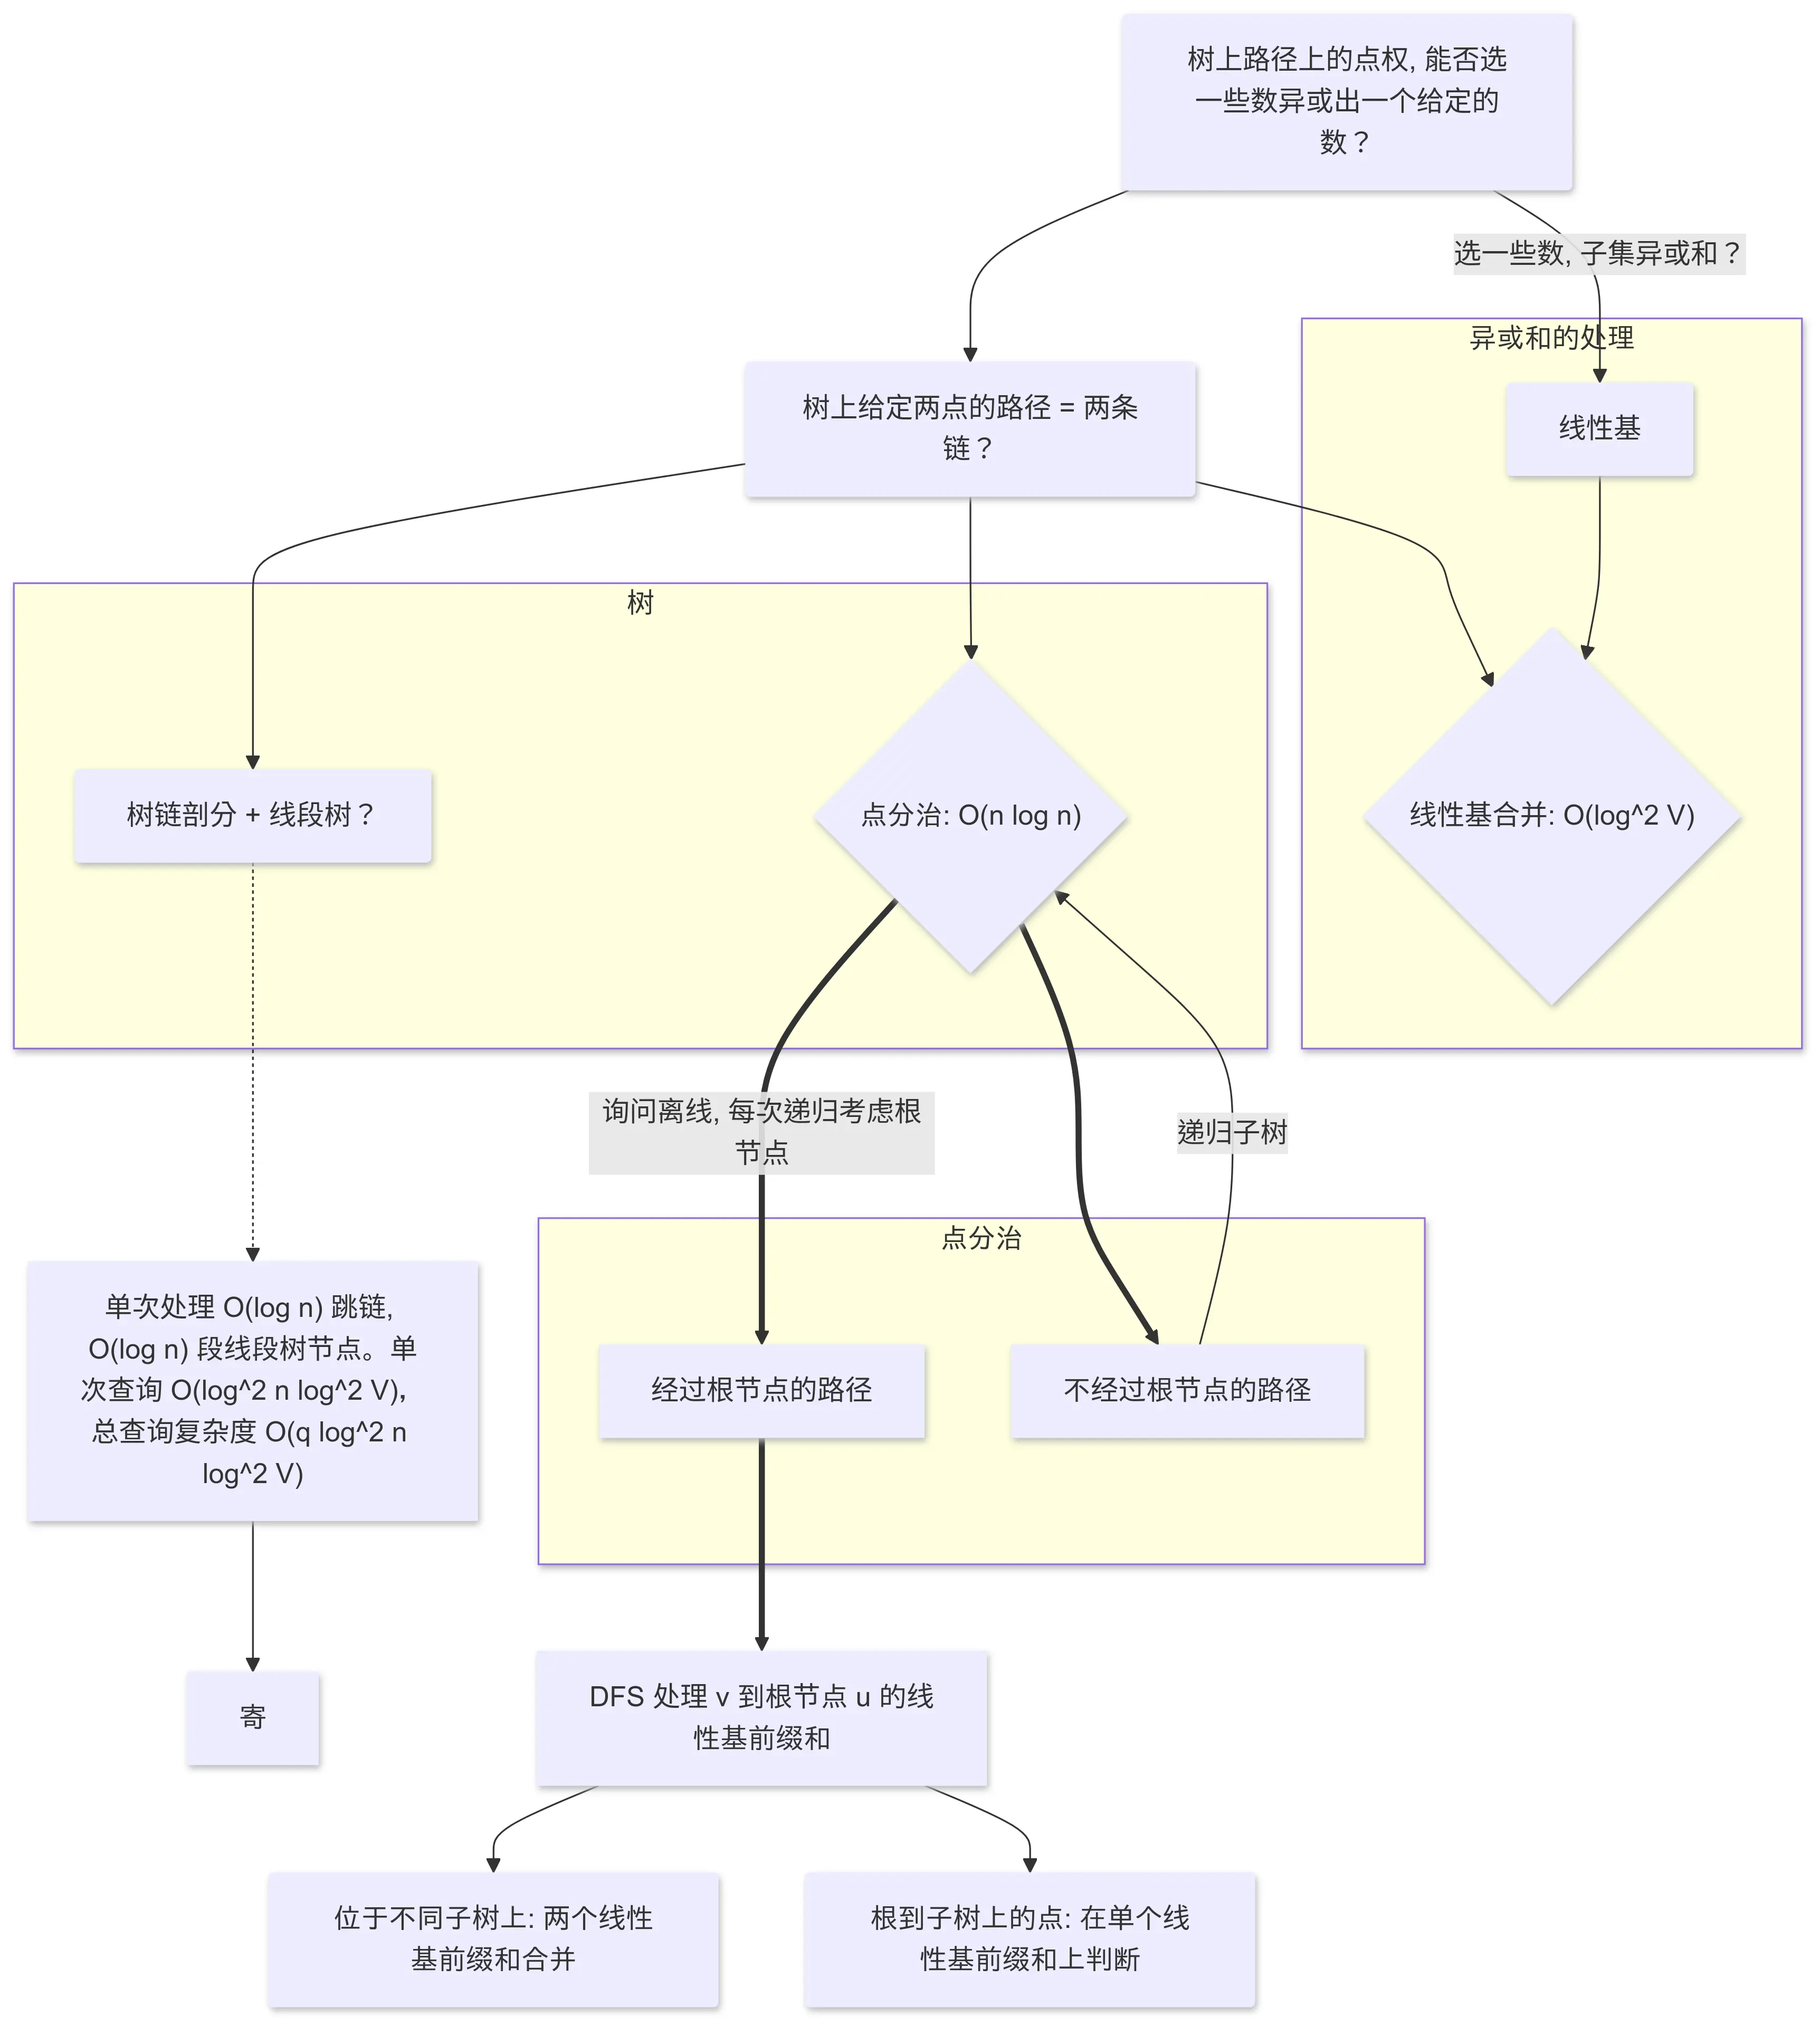 树上路径上的点权, 能否选
一些数异或出一个给定的
数？
选一些数, 子集异或和？
异或和的处理
树上给定两点的路径 = 两条
链？
线性基
树
树链剖分 + 线段树？
点分治: O(n log n)
线性基合并: O(log^2 V)
询问离线, 每次递归考虑根
节点
递归子树
点分治
单次处理 O(log n) 跳链,
O(log n) 段线段树节点。单
次查询 O(log^2 n log^2 V),
总查询复杂度 O(q log^2 n
log^2 V)
经过根节点的路径
不经过根节点的路径
寄
DFS 处理 v 到根节点 u 的线
性基前缀和
位于不同子树上: 两个线性
基前缀和合并
根到子树上的点: 在单个线
性基前缀和上判断